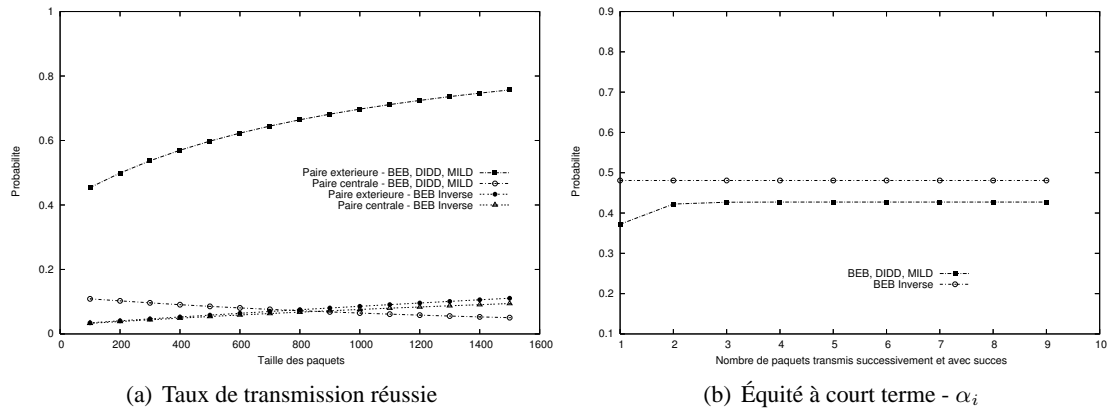 1
0.8
0.6
0.4
0.2
0
Probabilite
Paire exterieure - BEB, DIDD, MILD
Paire centrale - BEB, DIDD, MILD
Paire exterieure - BEB Inverse
Paire centrale - BEB Inverse
0 200 400 600 800 1000 1200 1400 1600
Taille des paquets
(a) Taux de transmission réussie
0.9
0.8
0.7
0.6
0.5
0.4
0.3
0.2
0.1
Probabilite
BEB, DIDD, MILD
BEB Inverse
1 2 3 4 5 6 7 8 9 10
Nombre de paquets transmis successivement et avec succes
(b) Équité à court terme - αi